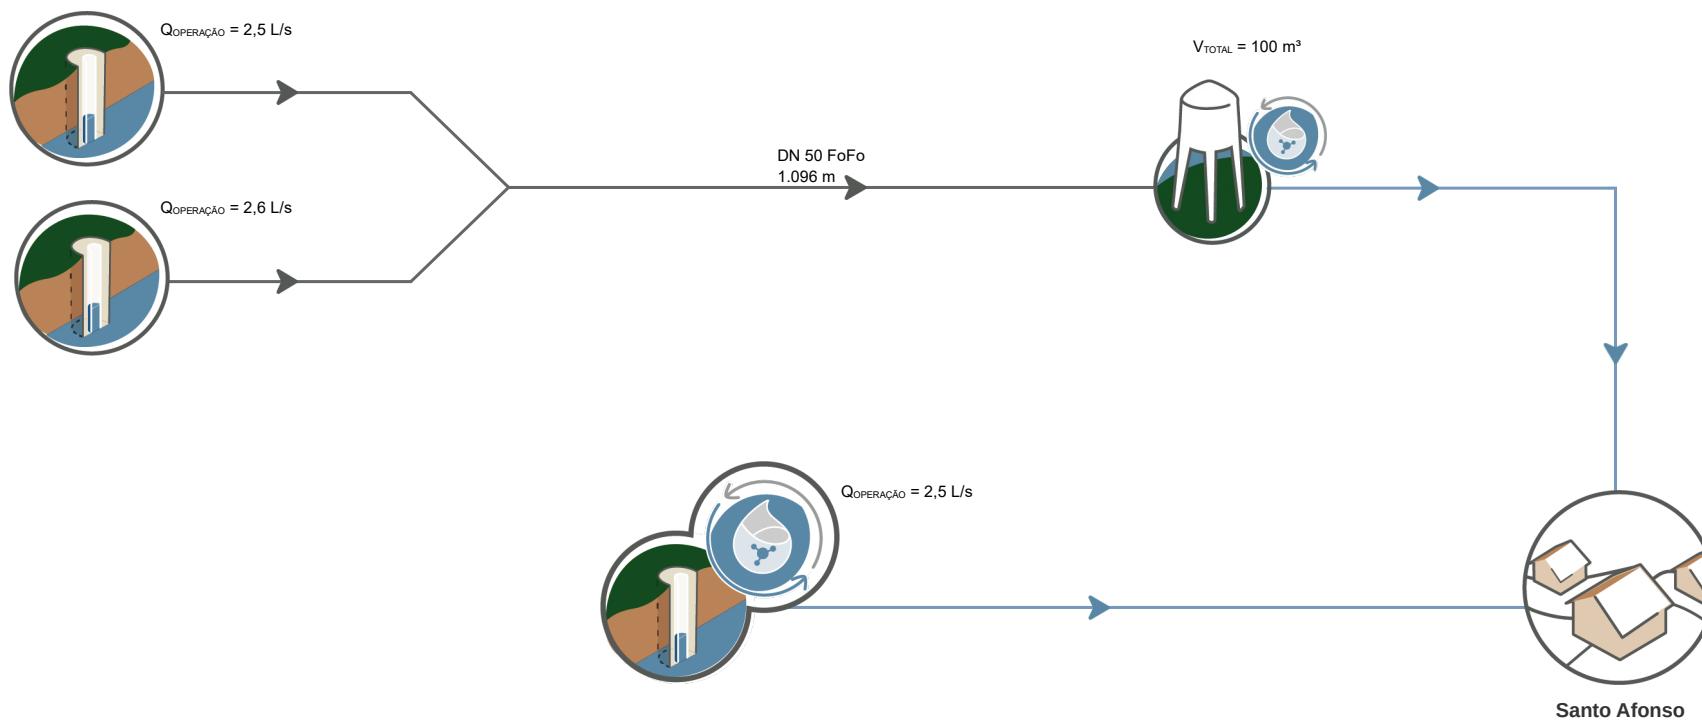 QOPERAÇÃO = 2,5 L/s
VTOTAL = 100 m³
DN 50 FoFo
1.096 m
QOPERAÇÃO = 2,6 L/s
QOPERAÇÃO = 2,5 L/s
Santo Afonso